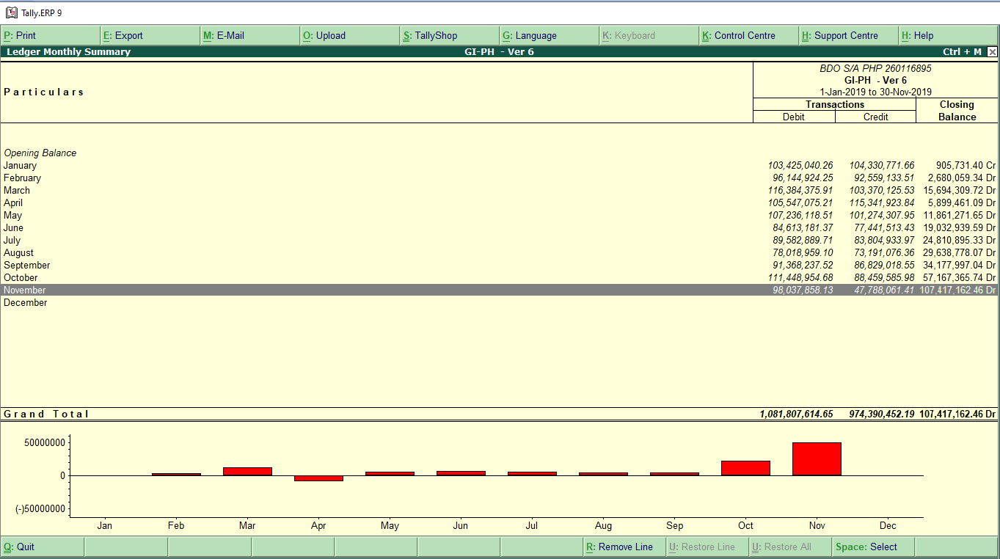 Tally.ERP 9
P: Print E: Export M: E-Mail O: Upload S: TallyShop G: Language K: Keyboard K: Control Centre H: Support Centre H: Help
Ledger Monthly Summary GI-PH - Ver 6 Ctrl + M
BDO S/A PHP 260116895
GI-PH - Ver 6
Particulars 1-Jan-2019 to 30-Nov-2019
Transactions Closing
Debit Credit Balance
Opening Balance
January 103,425,040.26 104,330,771.66 905,731.40 Cr
February 96,144,924.25 92,559,133.51 2,680,059.34 Dr
March 116,384,375.91 103,370,125.53 15,694,309.72 Dr
April 105,547,075.21 115,341,923.84 5,899,461.09 Dr
May 107,236,118.51 101,274,307.95 11,861,271.65 Dr
June 84,613,181.37 77,441,513.43 19,032,939.59 Dr
July 89,582,889.71 83,804,933.97 24,810,895.33 Dr
August 78,018,959.10 73,191,076.36 29,638,778.07 Dr
September 91,368,237.52 86,829,018.55 34,177,997.04 Dr
October 111,448,954.68 88,459,585.98 57,167,365.74 Dr
November 98,037,858.13 47,788,061.41 107,417,162.46 Dr
December
Grand Total 1,081,807,614.65 974,390,452.19 107,417,162.46 Dr
50000000
0
(-)50000000
Jan Feb Mar Apr May Jun Jul Aug Sep Oct Nov Dec
Q: Quit R: Remove Line U: Restore Line U: Restore All Space: Select